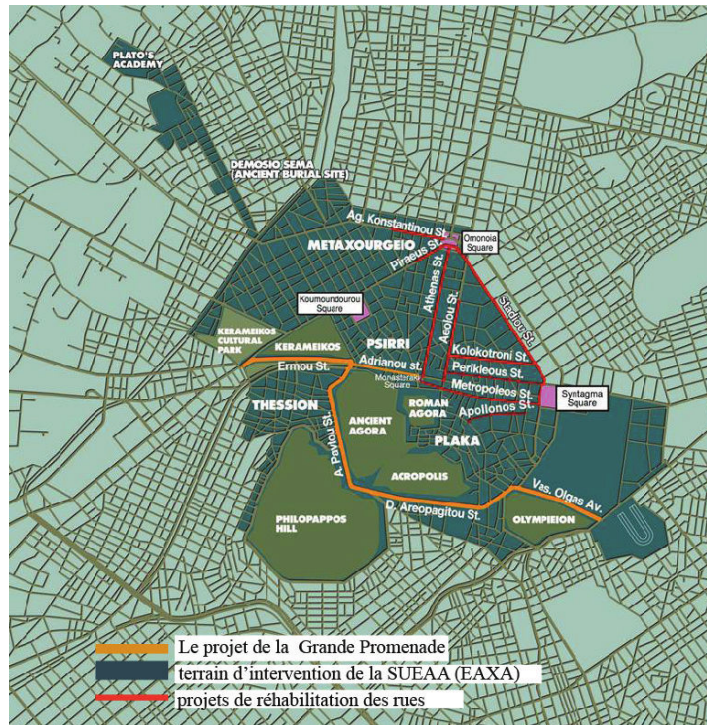 PLATO'S
ACADEMY
DEMOSIO SEMA
(ANCIENT BURIAL SITE)
Ag. Konstantinou St.
METAXOURGEIO
Omonoia
Square
Piraeus St.
Athenas St.
Aeolou St.
Stadiou St.
Koumoundourou
Square
KERAMEIKOS
CULTURAL
PARK
KERAMEIKOS
PSIRRI
Kolokotroni St.
Ermou St.
Adrianou st.
Perikleous St.
Monastiraki
Square
Metropoleos St.
Syntagma
Square
THESSION
ROMAN
AGORA
Apollonos St.
A. Pavlou St.
ANCIENT
AGORA
PLAKA
ACROPOLIS
Vas. Olgas Av.
D. Areopagitou St.
PHILOPAPPOS
HILL
OLYMPIEION
Le projet de la Grande Promenade
terrain d'intervention de la SUEAA (EAXA)
projets de réhabilitation des rues